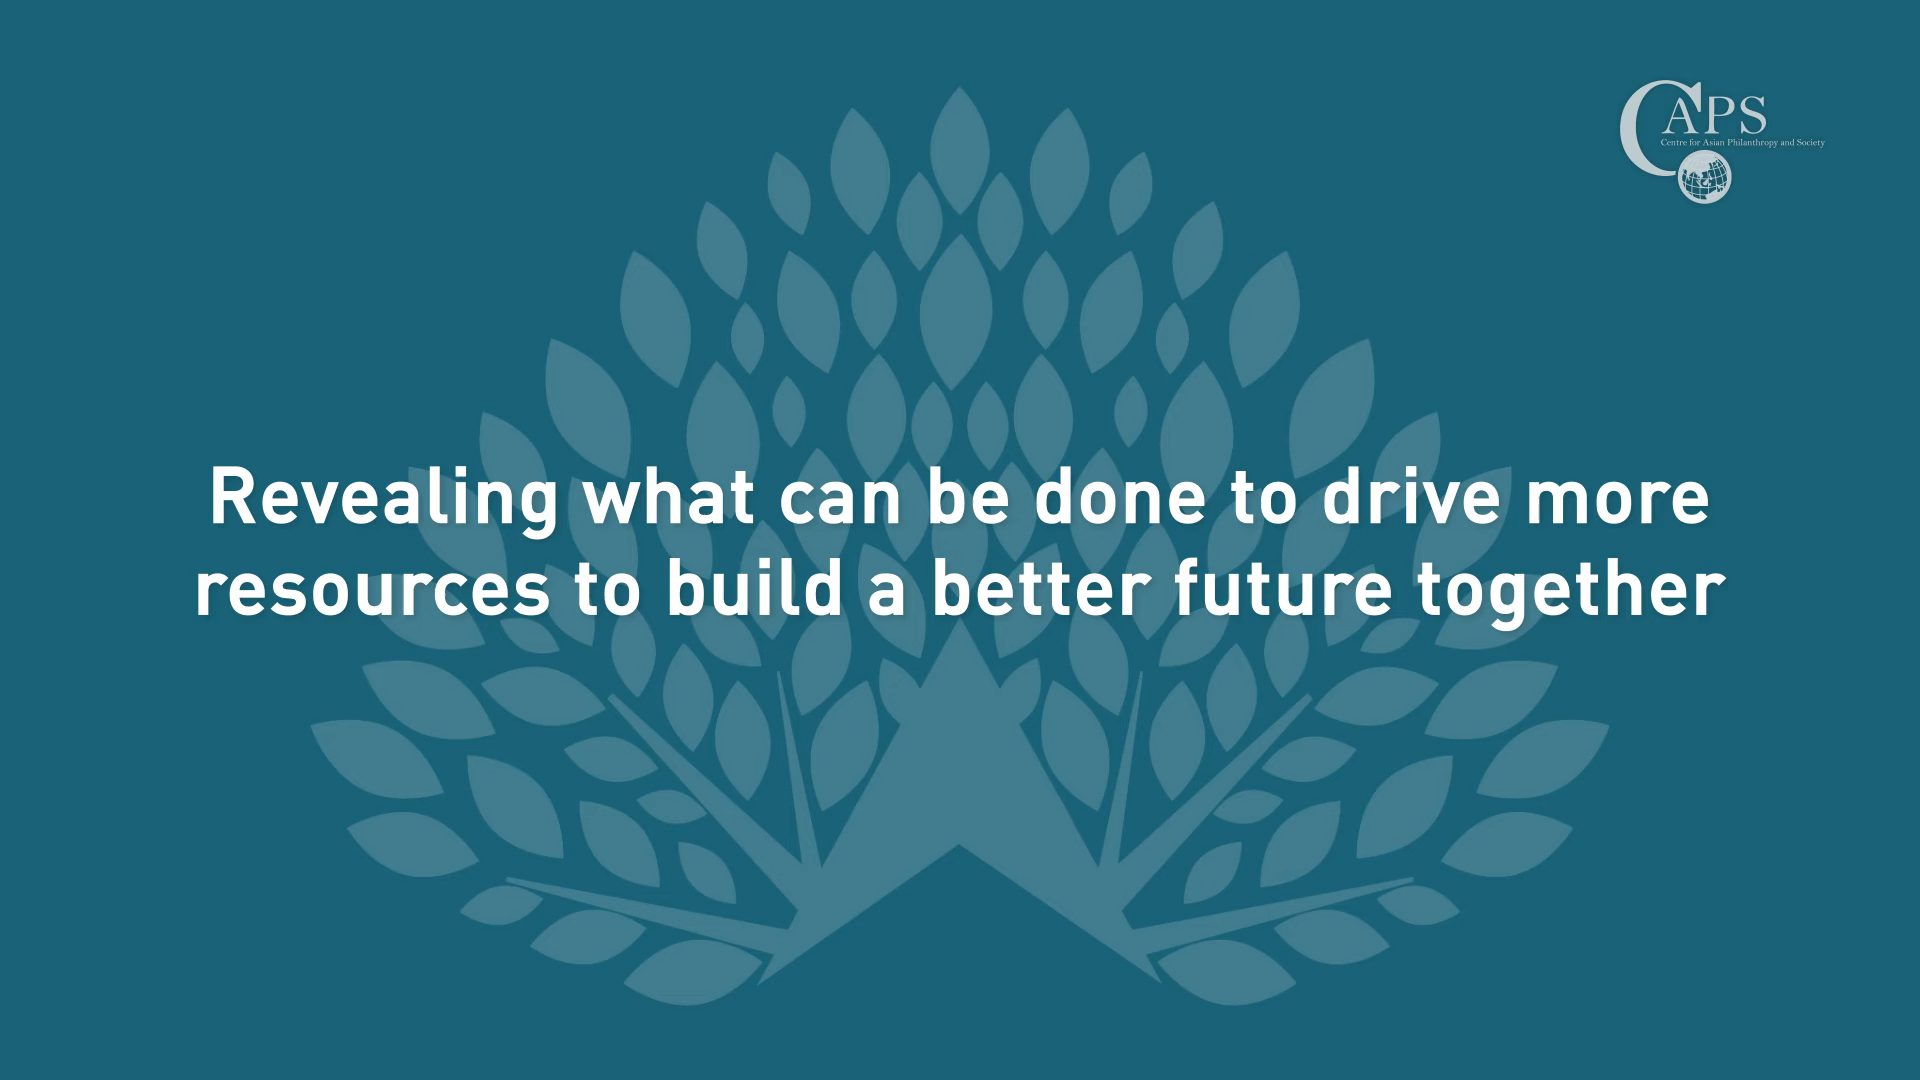 CAPS
Centre for Asian Philanthropy and Society
Revealing what can be done to drive more
resources to build a better future together